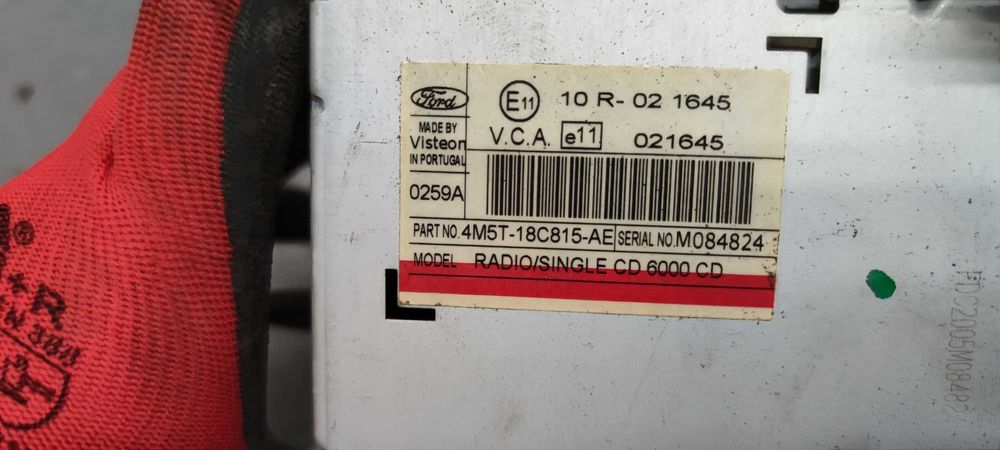 Ford
E11
10 R- 02 1645
MADE BY
Visteon
IN PORTUGAL
V.C.A. e11 021645
0259A
PART NO. 4M5T-18C815-AE SERIAL NO. M084824
MODEL RADIO/SINGLE CD 6000 CD